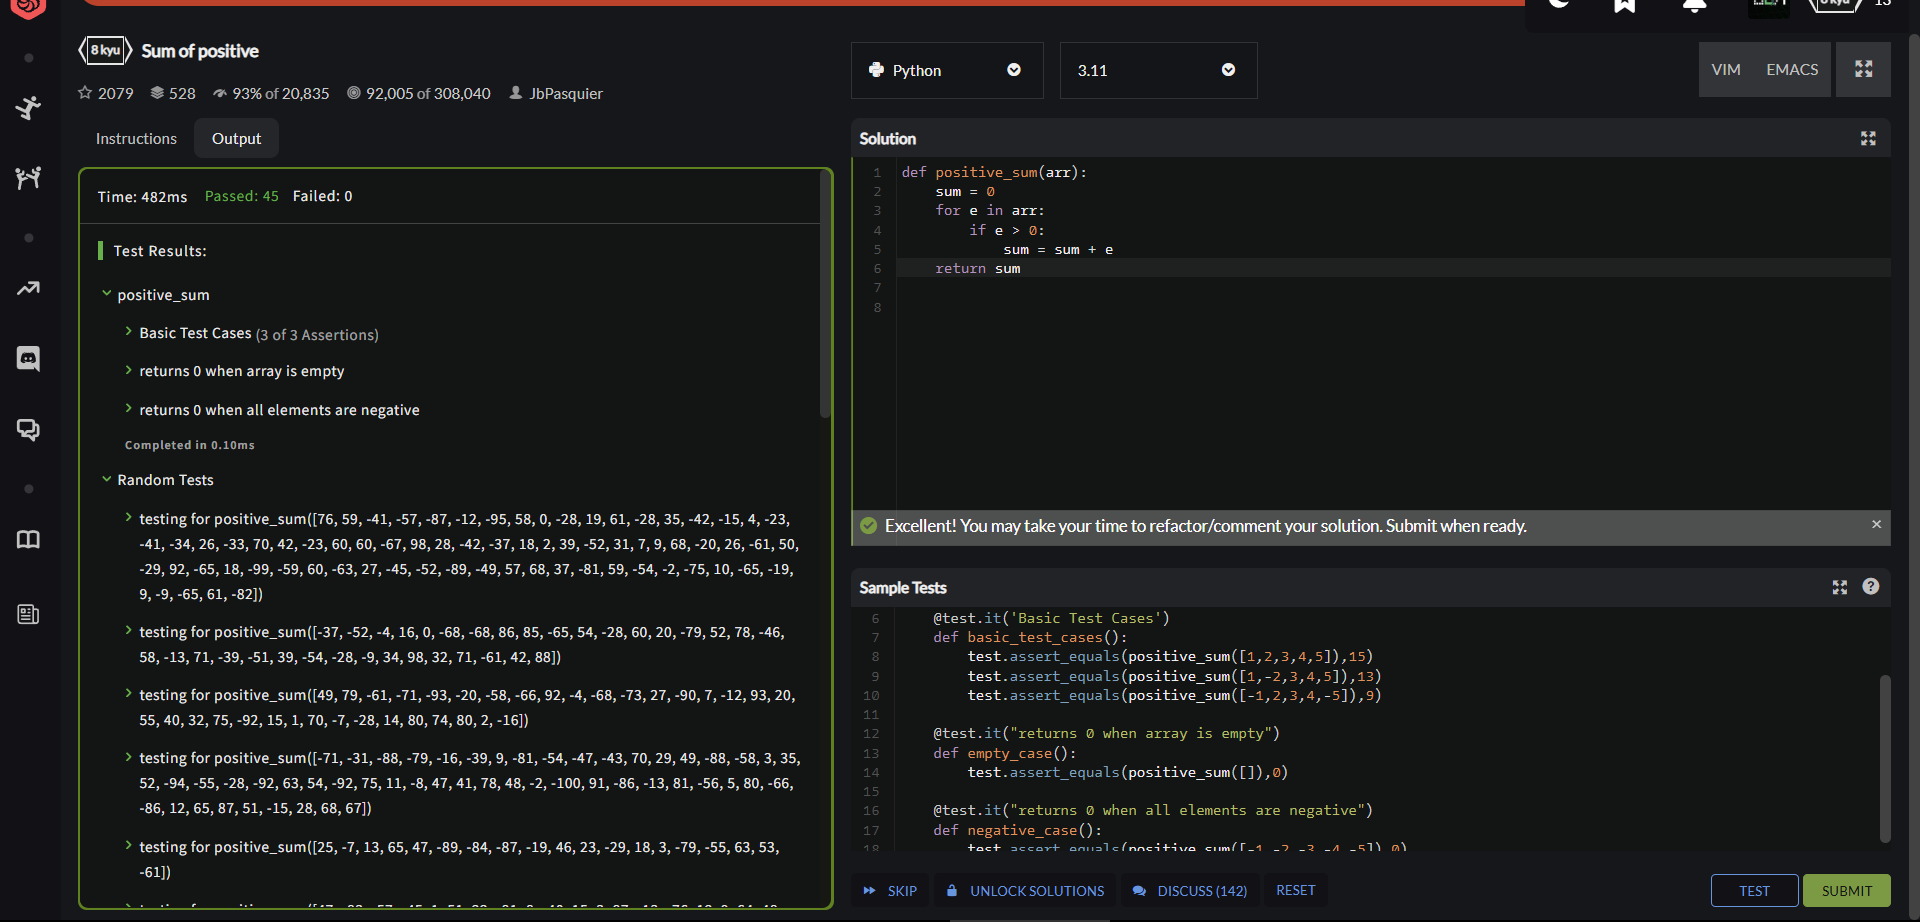 13
8 kyu
Sum of positive
2079 528 93% of 20,835 92,005 of 308,040 JbPasquier
Instructions
Output
Time: 482ms Passed: 45 Failed: 0
Test Results:
positive_sum
Basic Test Cases (3 of 3 Assertions)
returns 0 when array is empty
returns 0 when all elements are negative
Completed in 0.10ms
Random Tests
testing for positive_sum([76, 59, -41, -57, -87, -12, -95, 58, 0, -28, 19, 61, -28, 35, -42, -15, 4, -23,
-41, -34, 26, -33, 70, 42, -23, 60, 60, -67, 98, 28, -42, -37, 18, 2, 39, -52, 31, 7, 9, 68, -20, 26, -61, 50,
-29, 92, -65, 18, -99, -59, 60, -63, 27, -45, -52, -89, -49, 57, 68, 37, -81, 59, -54, -2, -75, 10, -65, -19,
9, -9, -65, 61, -82])
testing for positive_sum([-37, -52, -4, 16, 0, -68, -68, 86, 85, -65, 54, -28, 60, 20, -79, 52, 78, -46,
58, -13, 71, -39, -51, 39, -54, -28, -9, 34, 98, 32, 71, -61, 42, 88])
testing for positive_sum([49, 79, -61, -71, -93, -20, -58, -66, 92, -4, -68, -73, 27, -90, 7, -12, 93, 20,
55, 40, 32, 75, -92, 15, 1, 70, -7, -28, 14, 80, 74, 80, 2, -16])
testing for positive_sum([-71, -31, -88, -79, -16, -39, 9, -81, -54, -47, -43, 70, 29, 49, -88, -58, 3, 35,
52, -94, -55, -28, -92, 63, 54, -92, 75, 11, -8, 47, 41, 78, 48, -2, -100, 91, -86, -13, 81, -56, 5, 80, -66,
-86, 12, 65, 87, 51, -15, 28, 68, 67])
testing for positive_sum([25, -7, 13, 65, 47, -89, -84, -87, -19, 46, 23, -29, 18, 3, -79, -55, 63, 53,
-61])
Python
3.11
VIM EMACS
Solution
1 def positive_sum(arr):
2 sum = 0
3 for e in arr:
4 if e > 0:
5 sum = sum + e
6 return sum
7
8
Excellent! You may take your time to refactor/comment your solution. Submit when ready.
Sample Tests
6 @test.it('Basic Test Cases')
7 def basic_test_cases():
8 test.assert_equals(positive_sum([1,2,3,4,5]),15)
9 test.assert_equals(positive_sum([1,-2,3,4,5]),13)
10 test.assert_equals(positive_sum([-1,2,3,4,-5]),9)
11
12 @test.it("returns 0 when array is empty")
13 def empty_case():
14 test.assert_equals(positive_sum([]),0)
15
16 @test.it("returns 0 when all elements are negative")
17 def negative_case():
18 test.assert_equals(positive_sum([-1,-2,-3,-4,-5]),0)
SKIP
UNLOCK SOLUTIONS
DISCUSS (142)
RESET
TEST
SUBMIT